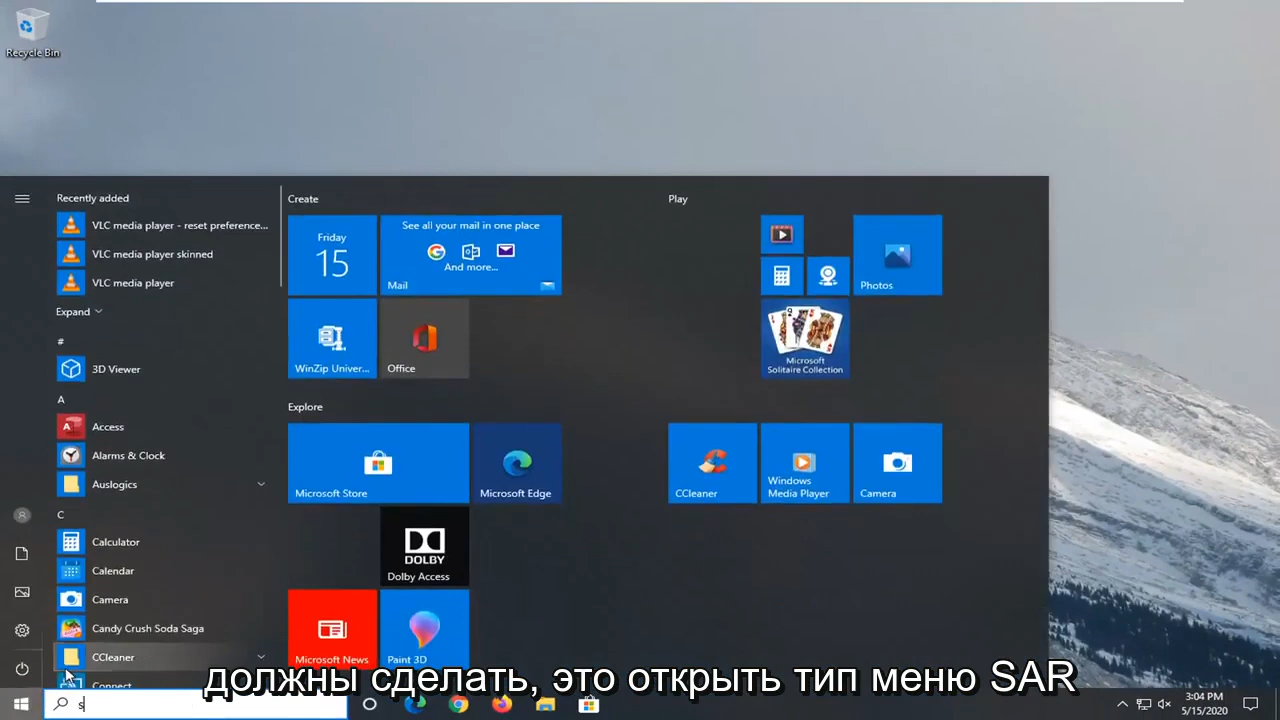 Recycle Bin
Recently added
VLC media player - reset preference...
VLC media player skinned
VLC media player
Expand
#
3D Viewer
A
Access
Alarms & Clock
Auslogics
C
Calculator
Calendar
Camera
Candy Crush Soda Saga
CCleaner
Connect
Create
Friday
15
See all your mail in one place
And more...
Mail
WinZip Univer...
Office
Explore
Microsoft Store
Microsoft Edge
DOLBY
Dolby Access
Microsoft News
Paint 3D
Play
Photos
Microsoft
Solitaire Collection
CCleaner
Windows
Media Player
Camera
должны сделать, это открыть тип меню SAR
s
3:04 PM
5/15/2020